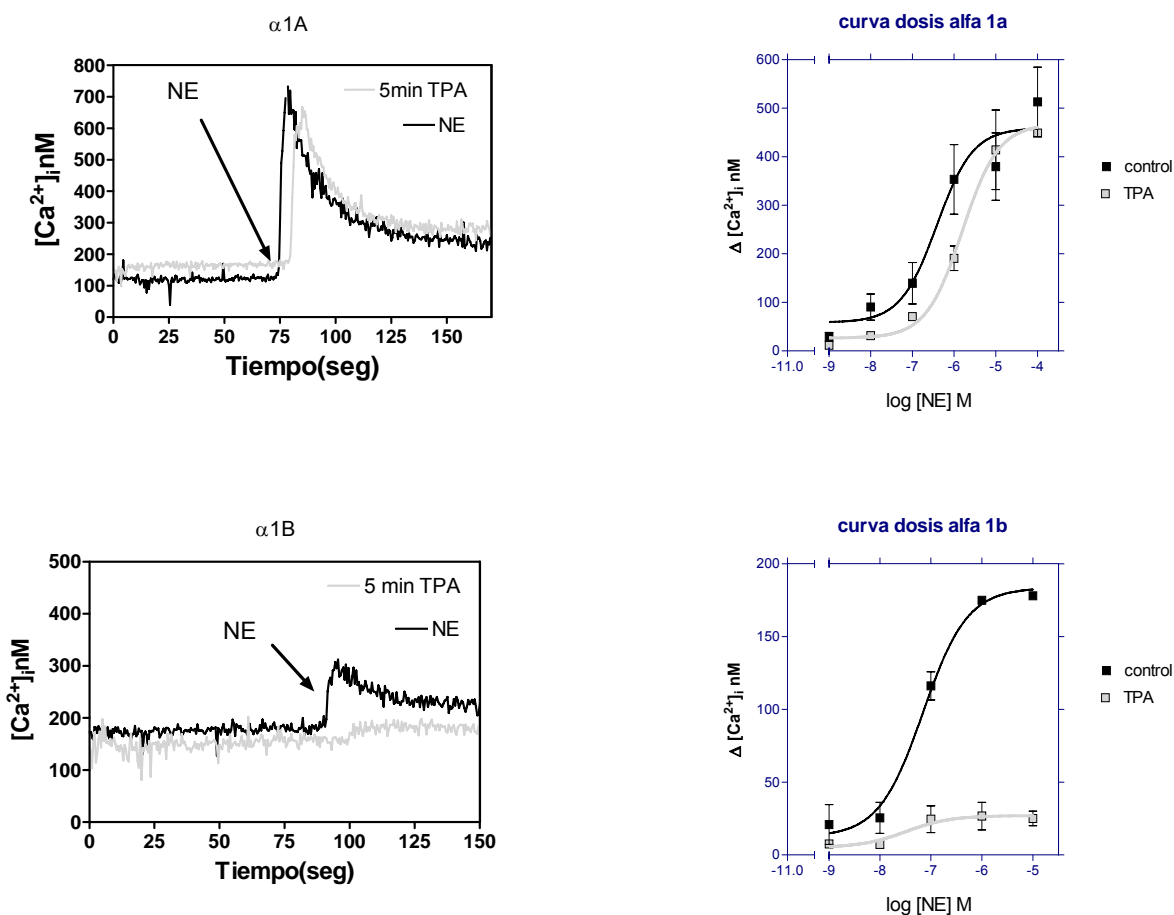 α1A
800
700
600
500
400
300
200
100
0
[Ca²⁺]ᵢnM
NE
5min TPA
NE
0 25 50 75 100 125 150
Tiempo(seg)
curva dosis alfa 1a
600
500
400
300
200
100
0
Δ [Ca²⁺]ᵢ nM
control
TPA
-11.0 -9 -8 -7 -6 -5 -4
log [NE] M
α1B
500
400
300
200
100
0
[Ca²⁺]ᵢnM
NE
5 min TPA
NE
0 25 50 75 100 125 150
Tiempo(seg)
curva dosis alfa 1b
200
150
100
50
0
Δ [Ca²⁺]ᵢ nM
control
TPA
-11.0 -9 -8 -7 -6 -5
log [NE] M